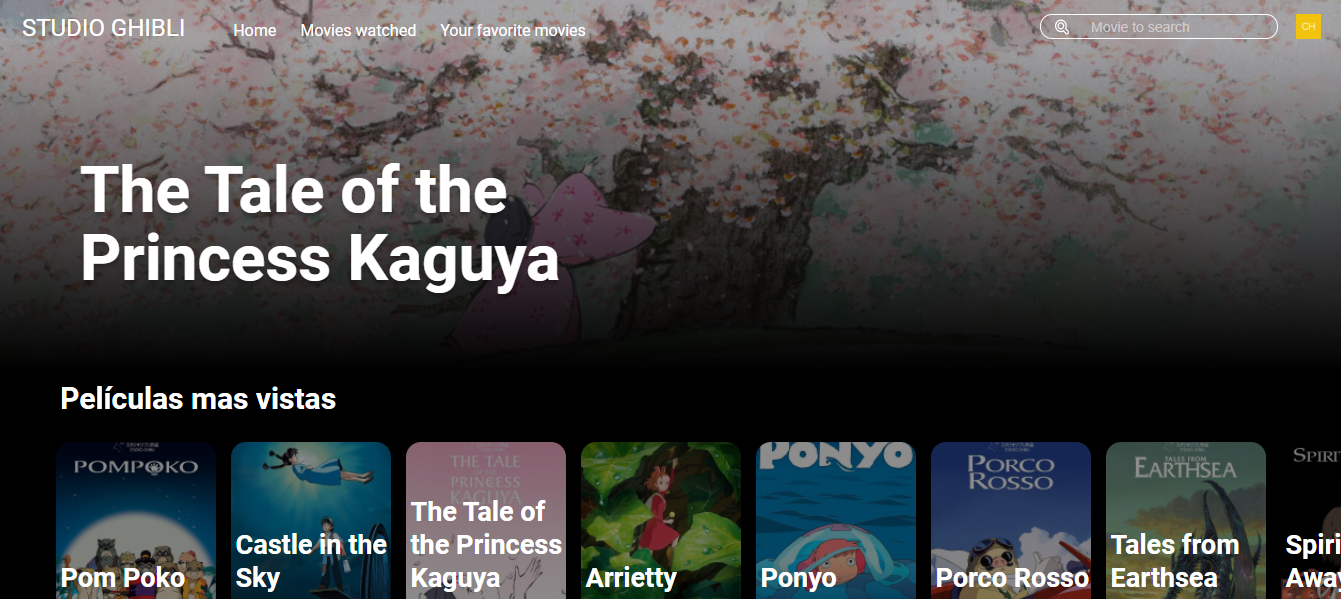 STUDIO GHIBLI
Home
Movies watched
Your favorite movies
Movie to search
CH
The Tale of the
Princess Kaguya
Películas mas vistas
POMPOKO
Pom Poko
Castle in the
Sky
THE TALE
OF THE
PRINCESS
KAGUYA
The Tale of
the Princess
Kaguya
Arrietty
PONYO
Ponyo
PORCO
ROSSO
Porco Rosso
TALES FROM
EARTHSEA
Tales from
Earthsea
SPIRI
Spiri
Away